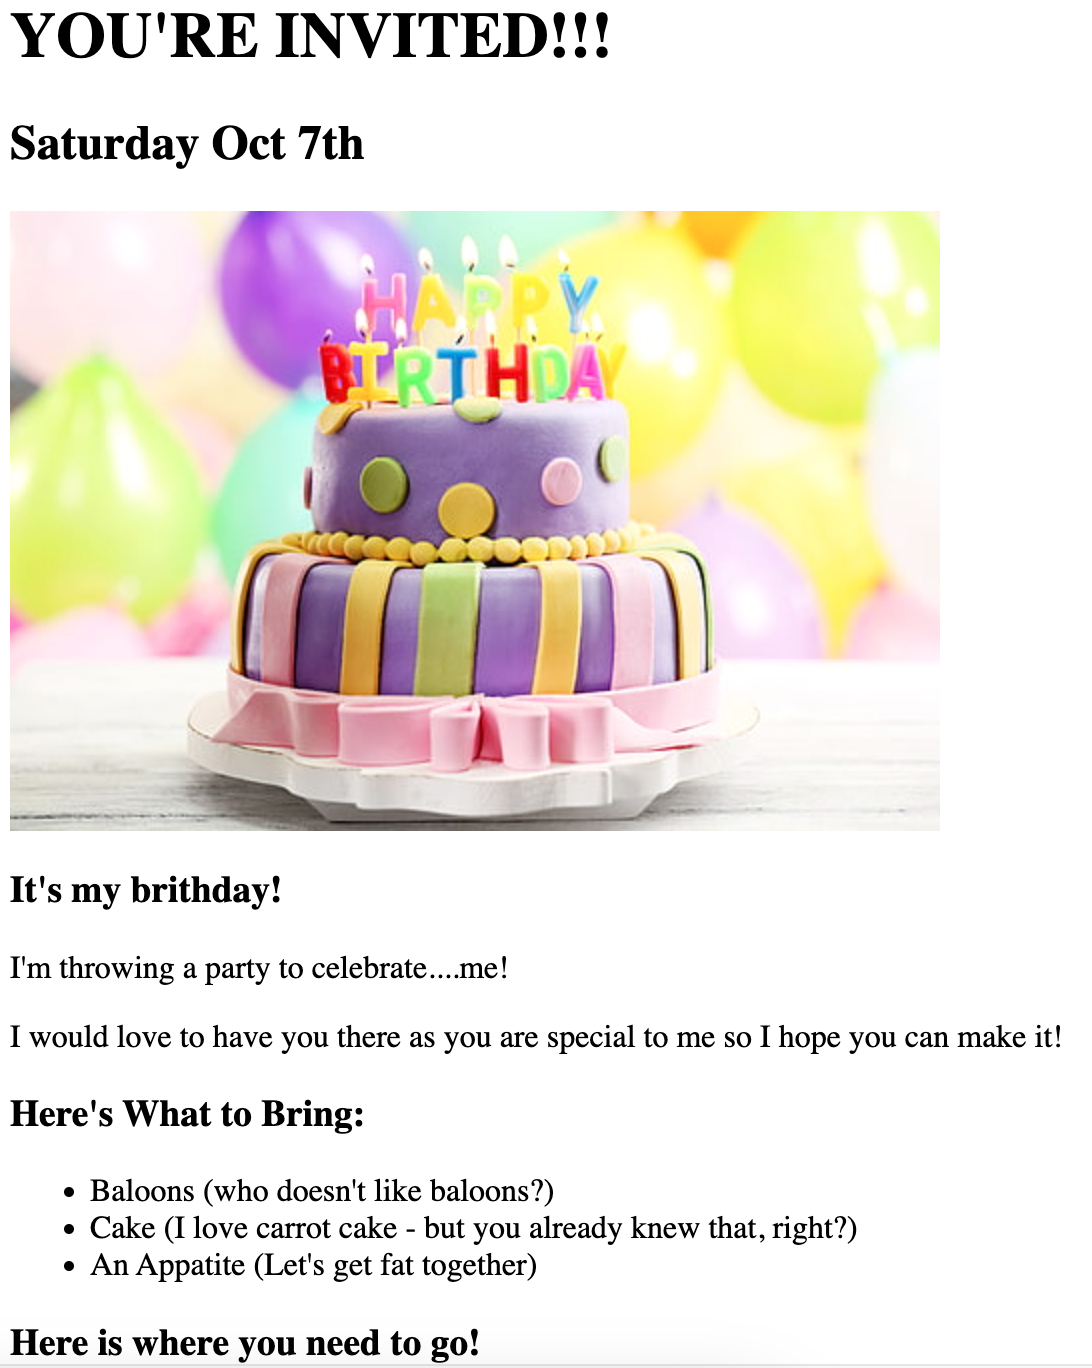 YOU'RE INVITED!!!
Saturday Oct 7th
HAPPY
BIRTHDAY
It's my brithday!
I'm throwing a party to celebrate....me!
I would love to have you there as you are special to me so I hope you can make it!
Here's What to Bring:
Baloons (who doesn't like baloons?)
Cake (I love carrot cake - but you already knew that, right?)
An Appatite (Let's get fat together)
Here is where you need to go!